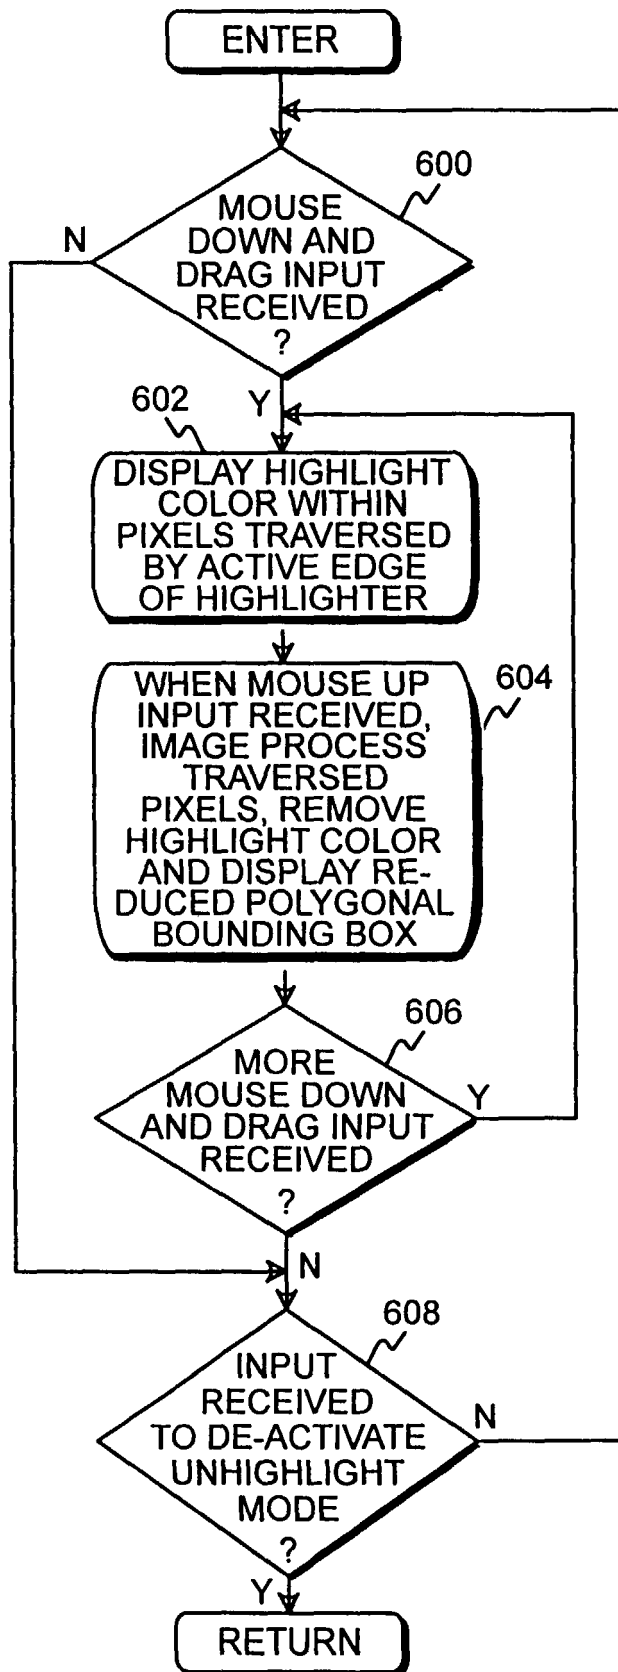 ENTER
600
MOUSE
DOWN AND
DRAG INPUT
RECEIVED
?
N
Y
602
DISPLAY HIGHLIGHT
COLOR WITHIN
PIXELS TRAVERSED
BY ACTIVE EDGE
OF HIGHLIGHTER
604
WHEN MOUSE UP
INPUT RECEIVED,
IMAGE PROCESS
TRAVERSED
PIXELS, REMOVE
HIGHLIGHT COLOR
AND DISPLAY RE-
DUCED POLYGONAL
BOUNDING BOX
606
MORE
MOUSE DOWN
AND DRAG INPUT
RECEIVED
?
Y
N
608
INPUT
RECEIVED
TO DE-ACTIVATE
UNHIGHLIGHT
MODE
?
N
Y
RETURN